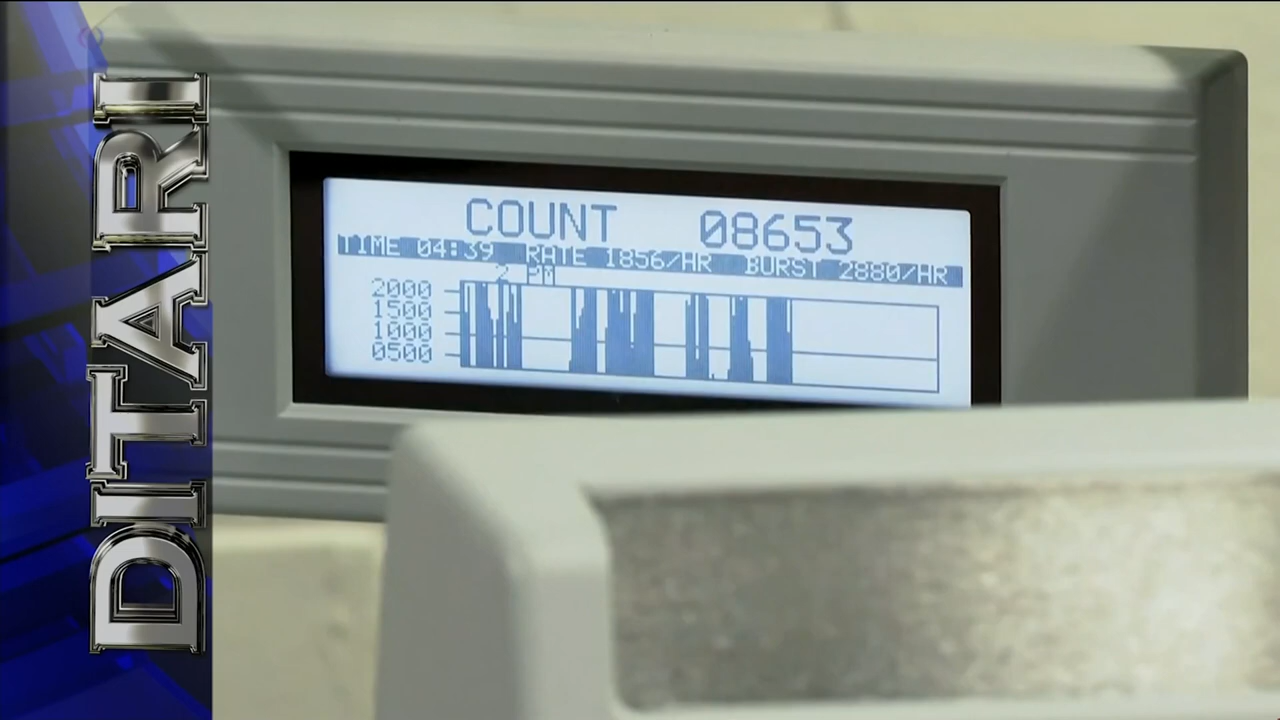 DITARI
COUNT 08653
TIME 04:39 RATE 1856/HR BURST 2880/HR
2 PM
2000
1500
1000
0500